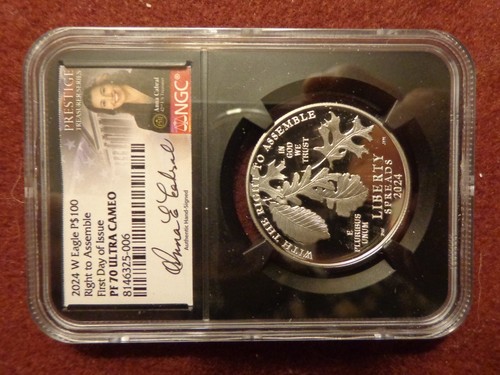 PRESTIGE
TREASURER SERIES
Anna Cabral
NGC
2024 W Eagle P$100
Right to Assemble
First Day of Issue
PF 70 ULTRA CAMEO
8146325-006
Anna E Cabral
Authentic Hand-Signed
WITH THE RIGHT TO ASSEMBLE
IN
GOD
WE
TRUST
LIBERTY
SPREADS
2024
E
PLURIBUS
UNUM